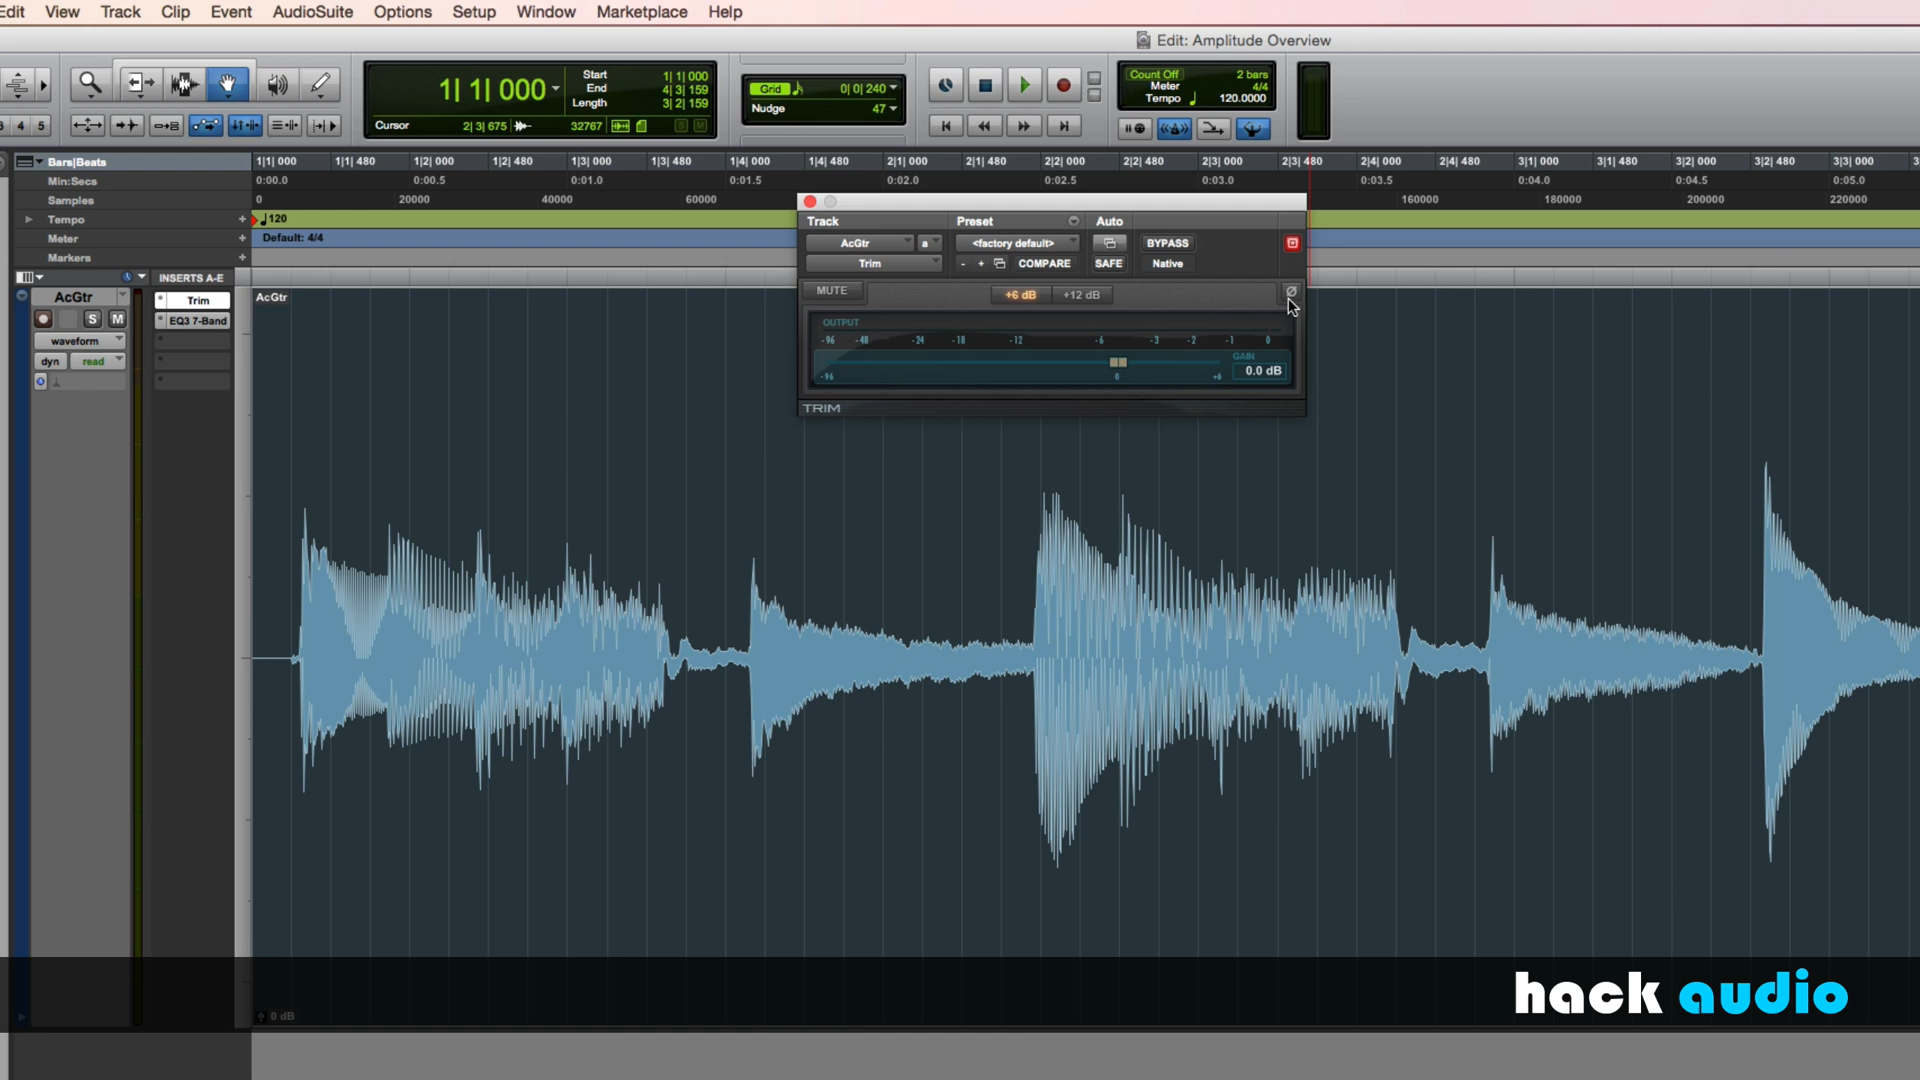 Edit View Track Clip Event AudioSuite Options Setup Window Marketplace Help
Edit: Amplitude Overview
1| 1| 000
Start 1| 1| 000
End 4| 3| 159
Length 3| 2| 159
Cursor 2| 3| 675 32767
Grid 0| 0| 240
Nudge 47
Count Off 2 bars
Meter 4/4
Tempo 120.0000
3 4 5
Bars|Beats 1|1| 000 1|1| 480 1|2| 000 1|2| 480 1|3| 000 1|3| 480 1|4| 000 1|4| 480 2|1| 000 2|1| 480 2|2| 000 2|2| 480 2|3| 000 2|3| 480 2|4| 000 2|4| 480 3|1| 000 3|1| 480 3|2| 000 3|2| 480 3|3| 000
Min:Secs 0:00.0 0:00.5 0:01.0 0:01.5 0:02.0 0:02.5 0:03.0 0:03.5 0:04.0 0:04.5 0:05.0
Samples 0 20000 40000 60000 160000 180000 200000 220000
Tempo + 120
Meter + Default: 4/4
Markers +
Track Preset Auto
AcGtr a <factory default> BYPASS
Trim - + COMPARE SAFE Native
MUTE +6 dB +12 dB Ø
OUTPUT
-96 -48 -24 -18 -12 -6 -3 -2 -1 0
GAIN
0.0 dB
-96 0 +6
TRIM
INSERTS A-E
AcGtr
Trim
S M
EQ3 7-Band
waveform
dyn read
AcGtr
0 dB
hack audio